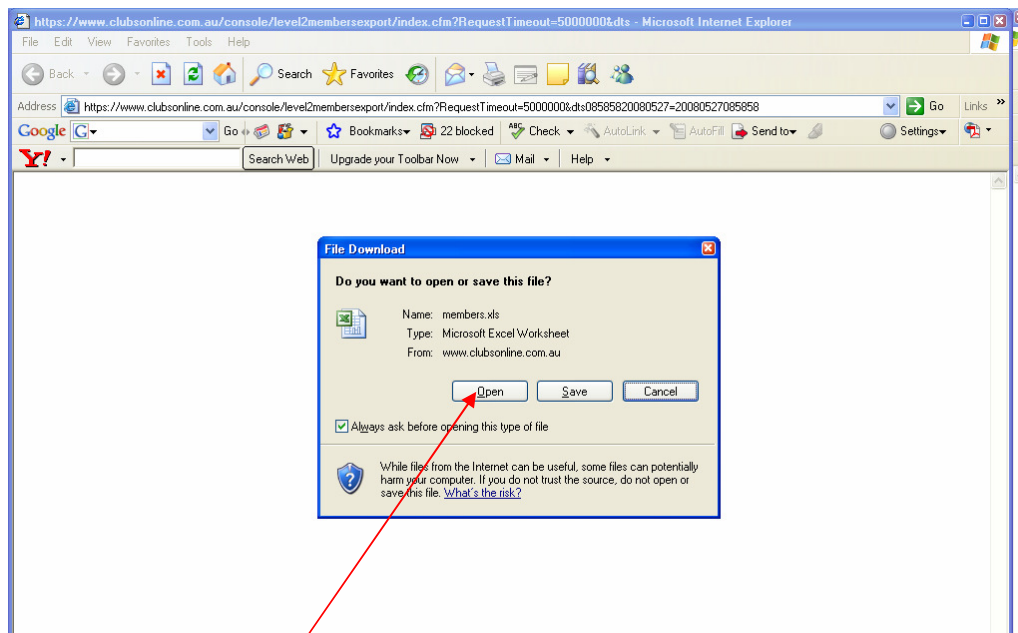 https://www.clubsonline.com.au/console/level2membersexport/index.cfm?RequestTimeout=5000000&dts - Microsoft Internet Explorer
File Edit View Favorites Tools Help
Back Search Favorites
Address https://www.clubsonline.com.au/console/level2membersexport/index.cfm?RequestTimeout=5000000&dts08585820080527=20080527085858 Go Links »
Google G Go Bookmarks 22 blocked ABC Check AutoLink AutoFill Send to Settings
Y! Search Web Upgrade your Toolbar Now Mail Help
File Download
Do you want to open or save this file?
Name: members.xls
Type: Microsoft Excel Worksheet
From: www.clubsonline.com.au
Open Save Cancel
Always ask before opening this type of file
While files from the Internet can be useful, some files can potentially
harm your computer. If you do not trust the source, do not open or
save this file. What's the risk?